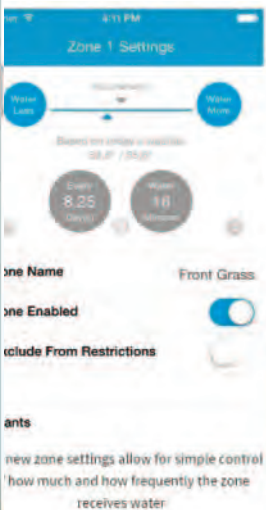 4:11 PM
Zone 1 Settings
Water
Less
Water
More
Every
8.25
Day(s)
Water
16
Minutes
one Name Front Grass
one Enabled
xclude From Restrictions
ants
new zone settings allow for simple control
how much and how frequently the zone
receives water